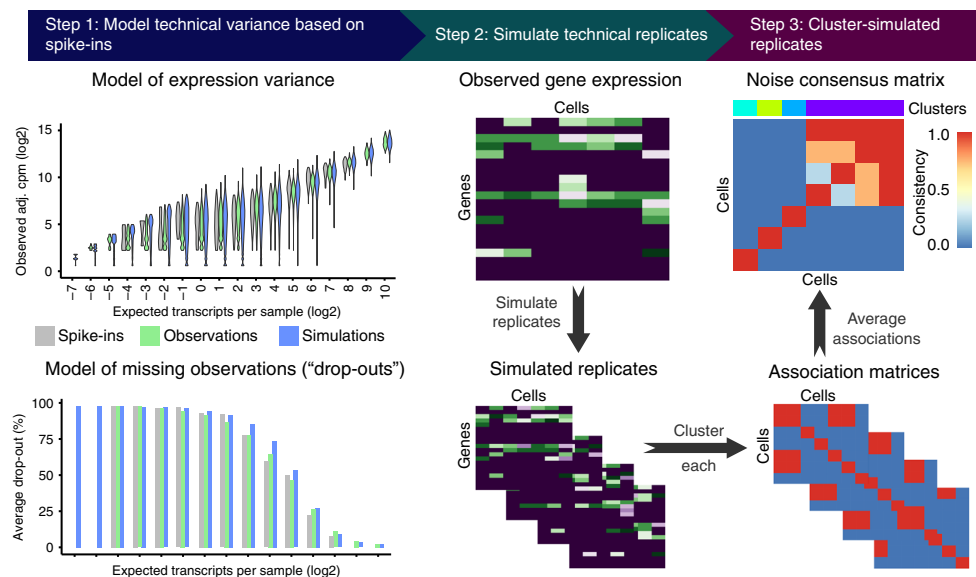 Step 1: Model technical variance based on
spike-ins
Step 2: Simulate technical replicates
Step 3: Cluster-simulated
replicates
Model of expression variance
Observed adj. cpm (log2)
15
10
5
0
−7 −6 −5 −4 −3 −2 −1 0 1 2 3 4 5 6 7 8 9 10
Expected transcripts per sample (log2)
Spike-ins Observations Simulations
Model of missing observations (“drop-outs”)
Average drop-out (%)
100
75
50
25
0
Expected transcripts per sample (log2)
Observed gene expression
Cells
Genes
Simulate
replicates
Simulated replicates
Cells
Genes
Cluster
each
Noise consensus matrix
Clusters
Cells
1.0
0.5
0.0
Consistency
Cells
Average
associations
Association matrices
Cells
Cells